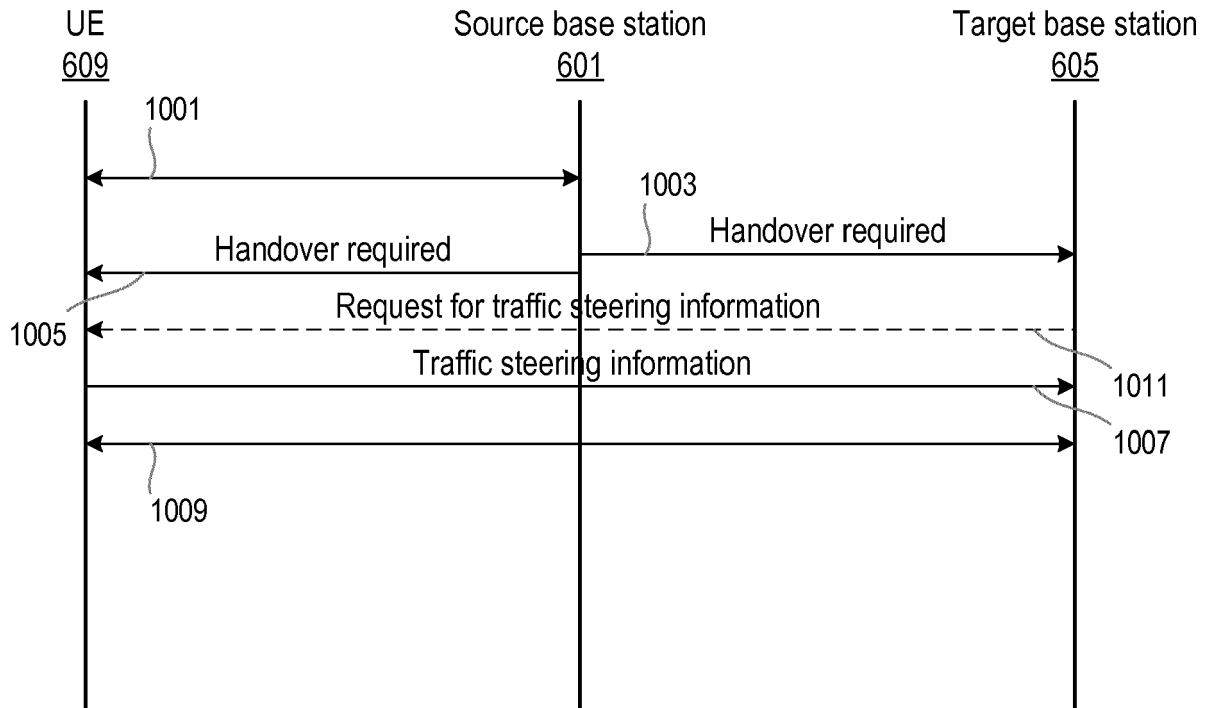 UE
Source base station
Target base station
609
601
605
1001
1003
Handover required
Handover required
1005
Request for traffic steering information
Traffic steering information
1011
1007
1009